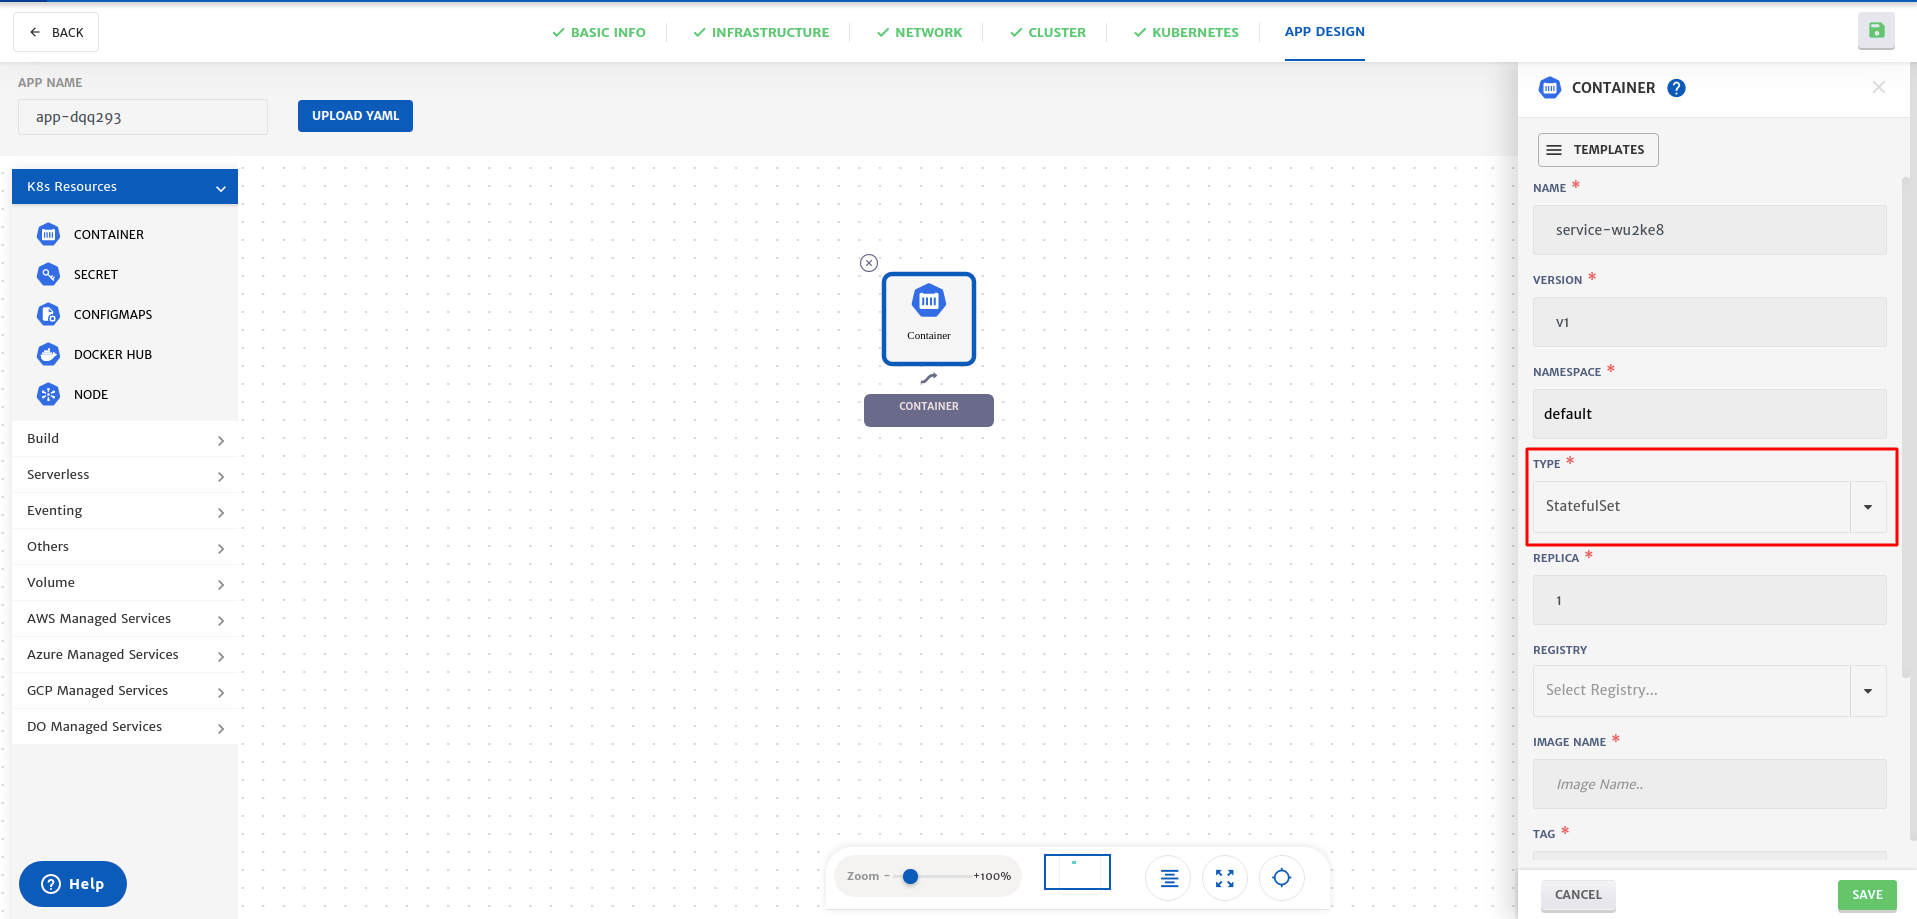 BACK
BASIC INFO
INFRASTRUCTURE
NETWORK
CLUSTER
KUBERNETES
APP DESIGN
APP NAME
app-dqq293
UPLOAD YAML
K8s Resources
CONTAINER
SECRET
CONFIGMAPS
DOCKER HUB
NODE
Build
Serverless
Eventing
Others
Volume
AWS Managed Services
Azure Managed Services
GCP Managed Services
DO Managed Services
? Help
Container
CONTAINER
Zoom - +100%
CONTAINER ?
TEMPLATES
NAME *
service-wu2ke8
VERSION *
v1
NAMESPACE *
default
TYPE *
StatefulSet
REPLICA *
1
REGISTRY
Select Registry...
IMAGE NAME *
Image Name..
TAG *
CANCEL
SAVE